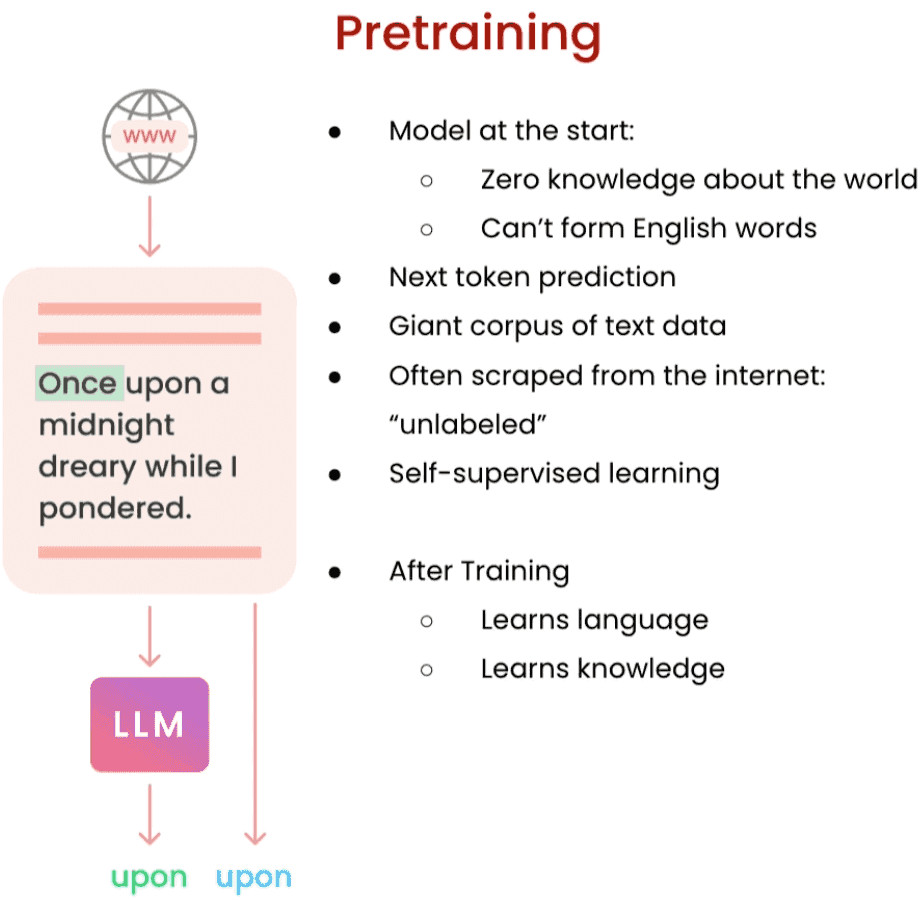 Pretraining
www
Once upon a
midnight
dreary while I
pondered.
LLM
upon upon
● Model at the start:
○ Zero knowledge about the world
○ Can’t form English words
● Next token prediction
● Giant corpus of text data
● Often scraped from the internet:
“unlabeled”
● Self-supervised learning
● After Training
○ Learns language
○ Learns knowledge